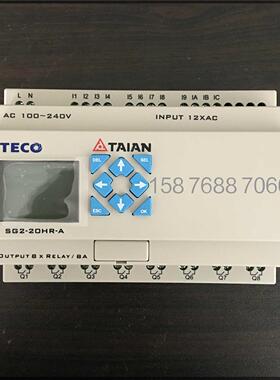 L N I1 I2 I3 I4 I5 I6 I7 I8 I9 IA IB IC
AC 100~240V INPUT 12XAC
TECO TAIAN
DEL SEL
158 7688 7060
ESC OK
SG2-20HR-A
OUTPUT 8 x RELAY / 8A
Q1 Q2 Q3 Q4 Q5 Q6 Q7 Q8